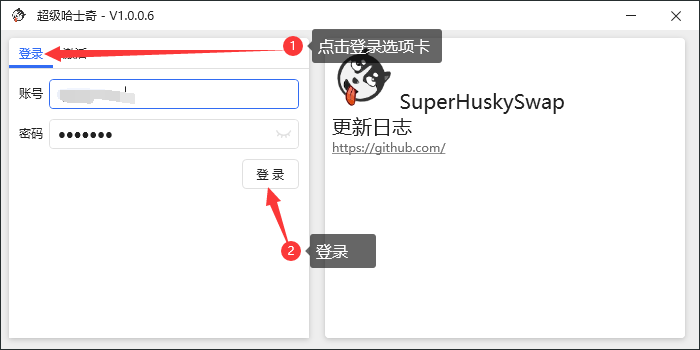 超级哈士奇 - V1.0.0.6
登录
1 点击登录选项卡
账号
密码 ●●●●●●●
登 录
2 登录
SuperHuskySwap
更新日志
https://github.com/